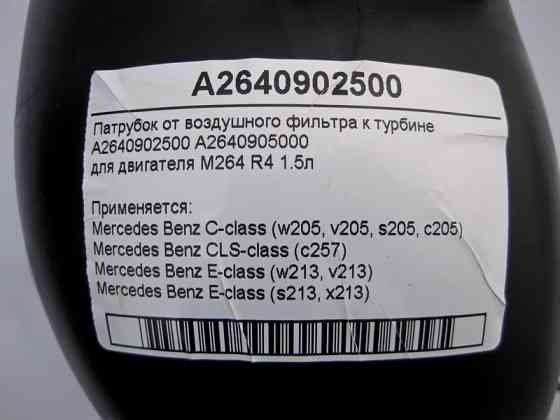 A2640902500
Патрубок от воздушного фильтра к турбине
A2640902500 A2640905000
для двигателя M264 R4 1.5л
Применяется:
Mercedes Benz C-class (w205, v205, s205, c205)
Mercedes Benz CLS-class (c257)
Mercedes Benz E-class (w213, v213)
Mercedes Benz E-class (s213, x213)